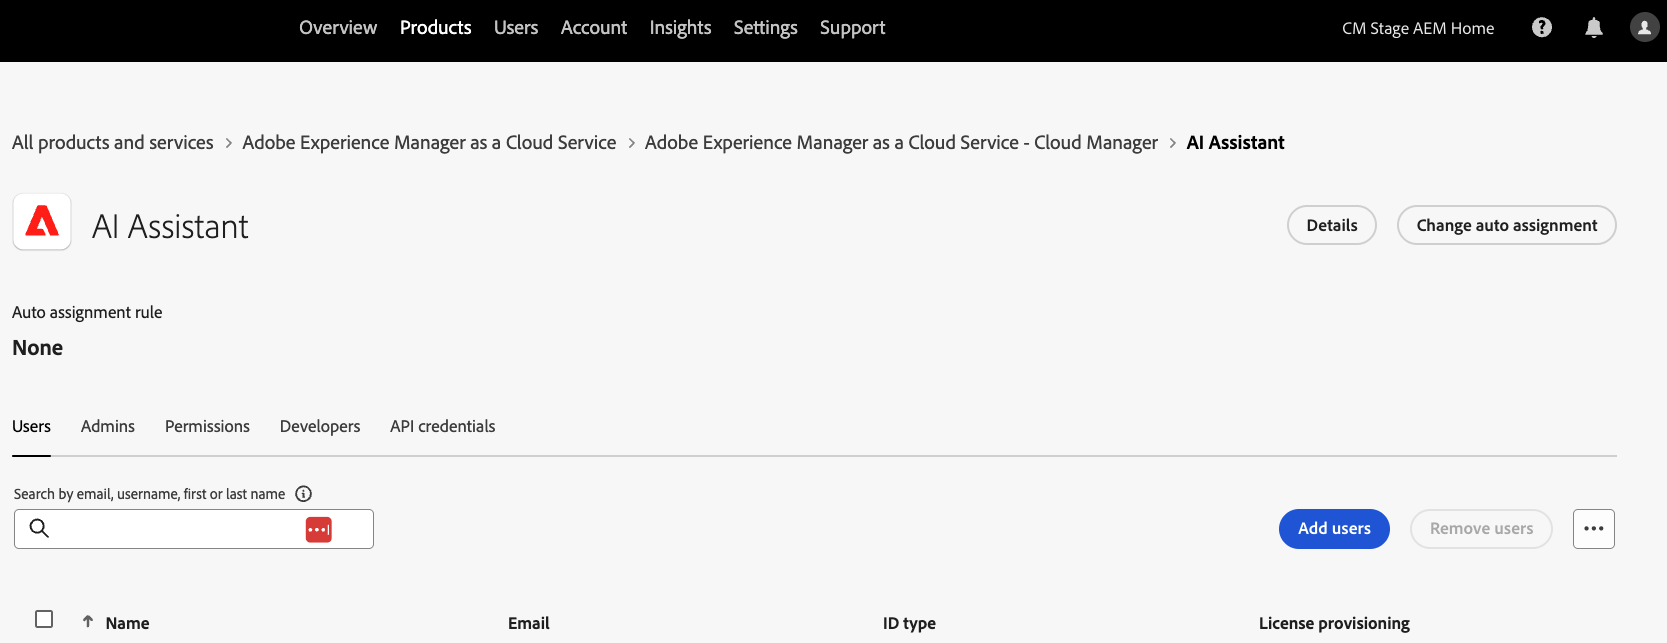 Overview Products Users Account Insights Settings Support CM Stage AEM Home
All products and services > Adobe Experience Manager as a Cloud Service > Adobe Experience Manager as a Cloud Service - Cloud Manager > AI Assistant
AI Assistant Details Change auto assignment
Auto assignment rule
None
Users Admins Permissions Developers API credentials
Search by email, username, first or last name
Add users Remove users
Name Email ID type License provisioning